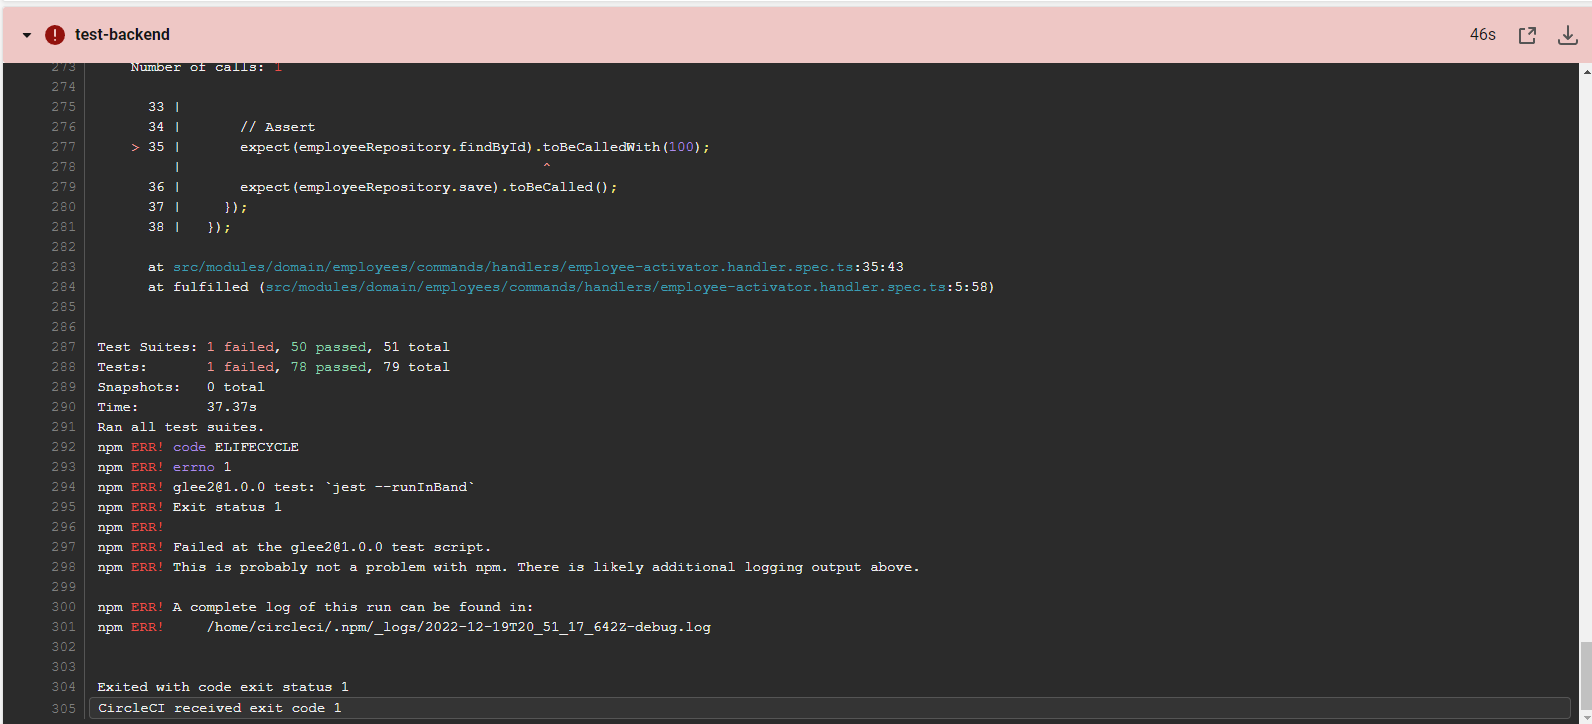 test-backend
46s
273 Number of calls: 1
274
275 33 |
276 34 | // Assert
277 > 35 | expect(employeeRepository.findById).toBeCalledWith(100);
278 | ^
279 36 | expect(employeeRepository.save).toBeCalled();
280 37 | });
281 38 | });
282
283 at src/modules/domain/employees/commands/handlers/employee-activator.handler.spec.ts:35:43
284 at fulfilled (src/modules/domain/employees/commands/handlers/employee-activator.handler.spec.ts:5:58)
285
286
287 Test Suites: 1 failed, 50 passed, 51 total
288 Tests: 1 failed, 78 passed, 79 total
289 Snapshots: 0 total
290 Time: 37.37s
291 Ran all test suites.
292 npm ERR! code ELIFECYCLE
293 npm ERR! errno 1
294 npm ERR! glee2@1.0.0 test: `jest --runInBand`
295 npm ERR! Exit status 1
296 npm ERR!
297 npm ERR! Failed at the glee2@1.0.0 test script.
298 npm ERR! This is probably not a problem with npm. There is likely additional logging output above.
299
300 npm ERR! A complete log of this run can be found in:
301 npm ERR! /home/circleci/.npm/_logs/2022-12-19T20_51_17_642Z-debug.log
302
303
304 Exited with code exit status 1
305 CircleCI received exit code 1